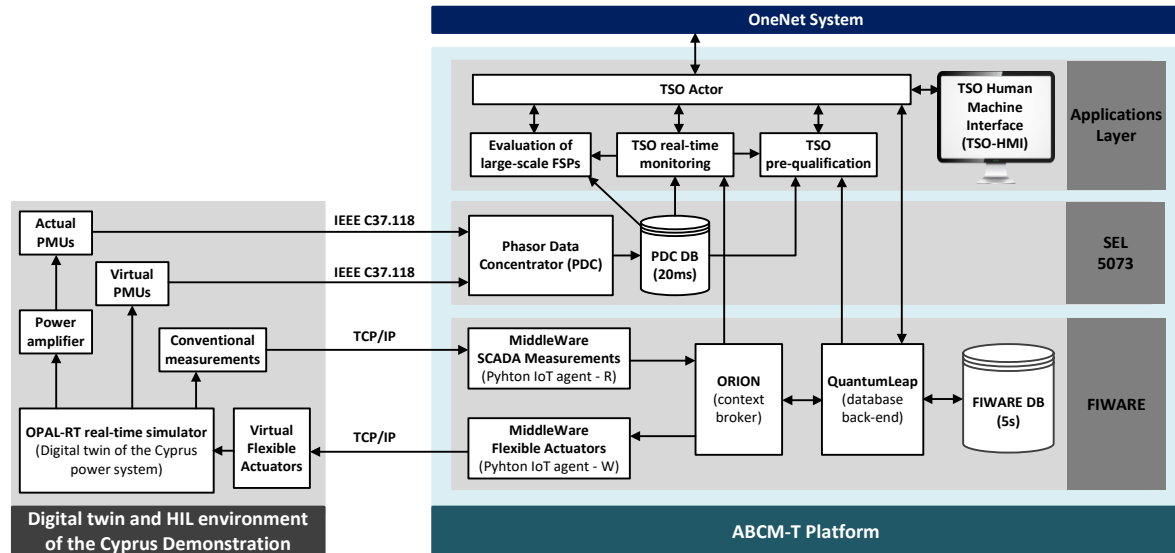 OneNet System
TSO Actor
TSO Human
Machine
Interface
(TSO-HMI)
Applications
Layer
Evaluation of
large-scale FSPs
TSO real-time
monitoring
TSO
pre-qualification
Actual
PMUs
IEEE C37.118
Phasor Data
Concentrator (PDC)
PDC DB
(20ms)
SEL
5073
Virtual
PMUs
IEEE C37.118
Power
amplifier
Conventional
measurements
TCP/IP
MiddleWare
SCADA Measurements
(Pyhton IoT agent - R)
ORION
(context
broker)
QuantumLeap
(database
back-end)
FIWARE DB
(5s)
FIWARE
OPAL-RT real-time simulator
(Digital twin of the Cyprus
power system)
Virtual
Flexible
Actuators
TCP/IP
MiddleWare
Flexible Actuators
(Pyhton IoT agent - W)
Digital twin and HIL environment
of the Cyprus Demonstration
ABCM-T Platform